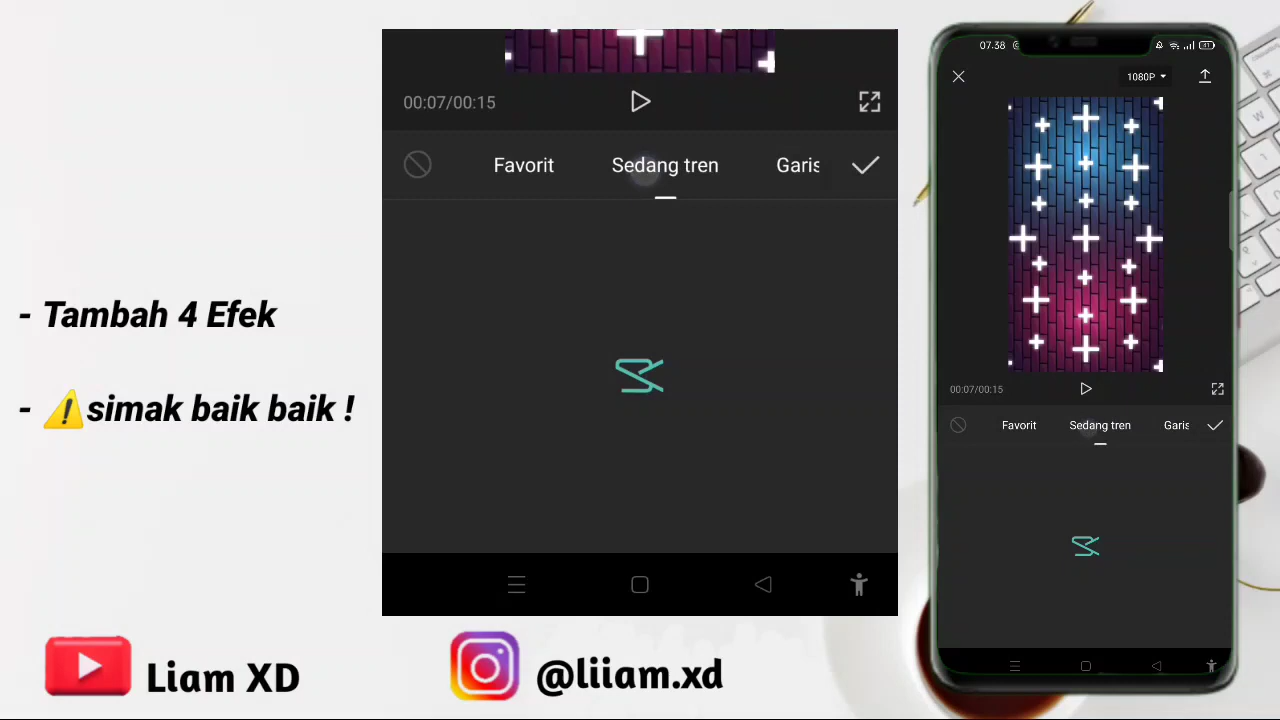 - Tambah 4 Efek
- ⚠️simak baik baik !
00:07/00:15
Favorit
Sedang tren
Garis
07.38
1080P
00:07/00:15
Favorit
Sedang tren
Garis
Liam XD
@liiam.xd